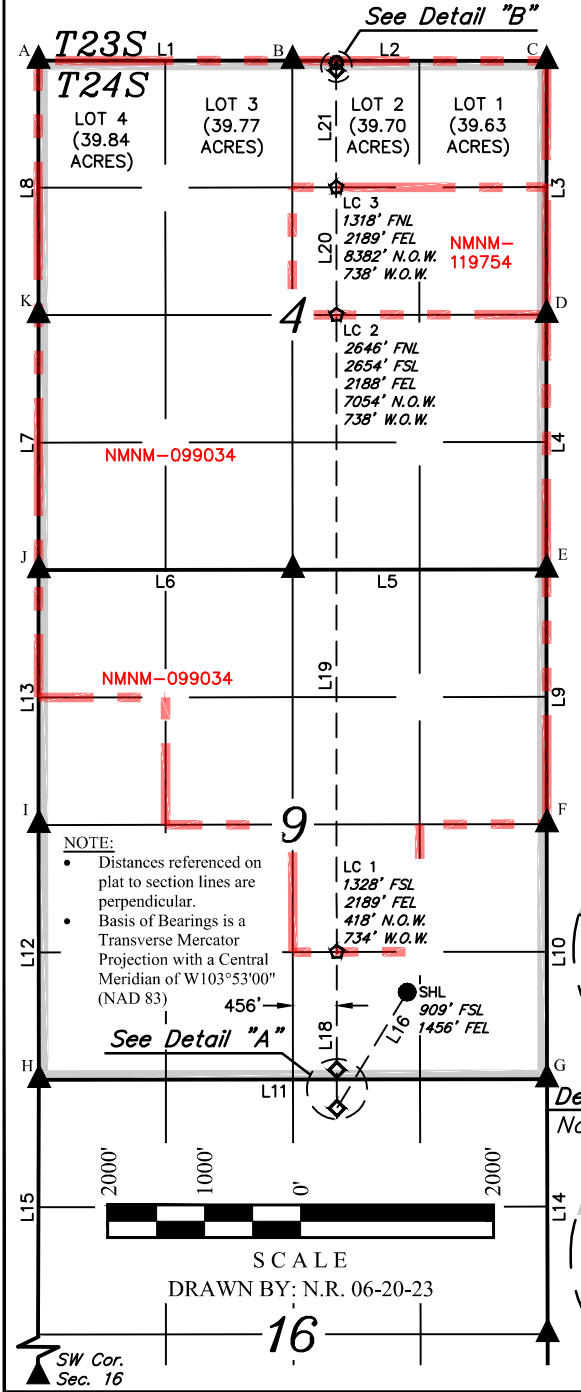 See Detail "B"
A
T23S
L1
B
L2
C
T24S
LOT 4
(39.84
ACRES)
LOT 3
(39.77
ACRES)
L21
LOT 2
(39.70
ACRES)
LOT 1
(39.63
ACRES)
L8
L3
LC 3
1318' FNL
2189' FEL
8382' N.O.W.
738' W.O.W.
L20
NMNM-
119754
K
4
D
LC 2
2646' FNL
2654' FSL
2188' FEL
7054' N.O.W.
738' W.O.W.
L7
NMNM-099034
L4
J
E
L6
L5
NMNM-099034
L19
L13
L9
I
9
F
NOTE:
• Distances referenced on
plat to section lines are
perpendicular.
• Basis of Bearings is a
Transverse Mercator
Projection with a Central
Meridian of W103°53'00"
(NAD 83)
LC 1
1328' FSL
2189' FEL
418' N.O.W.
734' W.O.W.
L12
L10
456'
SHL
909' FSL
1456' FEL
L18
L16
See Detail "A"
H
L11
G
De
No
2000'
1000'
0'
2000'
L15
L14
SCALE
DRAWN BY: N.R. 06-20-23
16
SW Cor.
Sec. 16